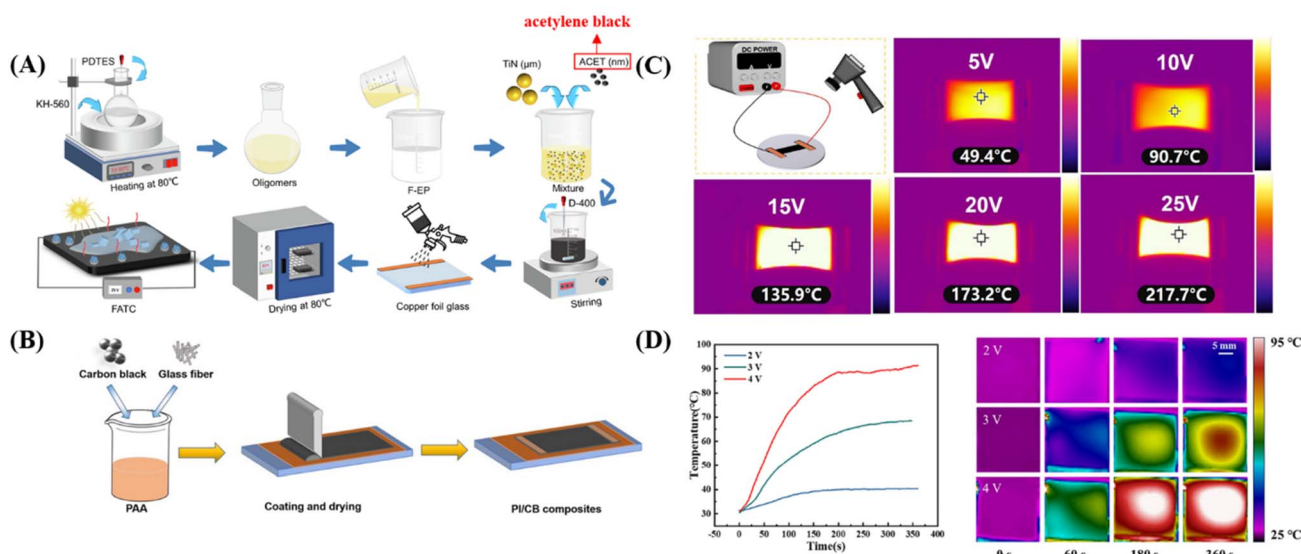 acetylene black
(A)
PDTES
KH-560
Heating at 80℃
Oligomers
F-EP
TiN (μm)
ACET (nm)
Mixture
D-400
Stirring
Copper foil glass
Drying at 80℃
FATC
(B)
Carbon black
Glass fiber
PAA
Coating and drying
PI/CB composites
(C)
DC POWER
A V
5V
49.4°C
10V
90.7°C
15V
135.9°C
20V
173.2°C
25V
217.7°C
(D)
Temperature(℃)
100
90
80
70
60
50
40
30
2 V
3 V
4 V
-50 0 50 100 150 200 250 300 350 400
Time(s)
2 V
3 V
4 V
5 mm
95 ℃
25 ℃
0 s 60 s 180 s 360 s